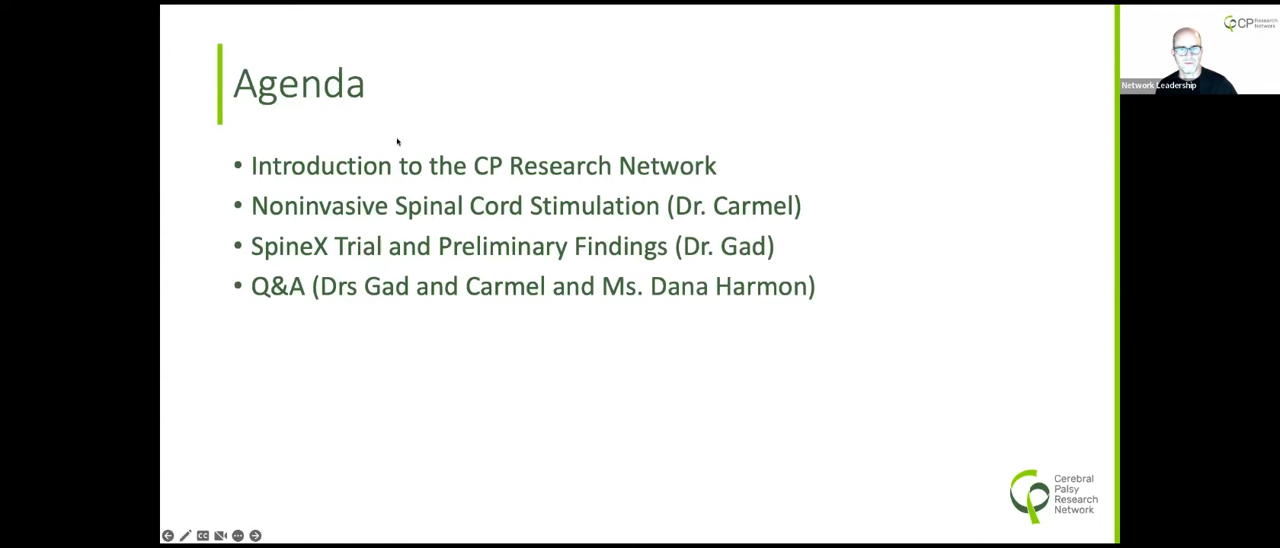 Agenda
• Introduction to the CP Research Network
• Noninvasive Spinal Cord Stimulation (Dr. Carmel)
• SpineX Trial and Preliminary Findings (Dr. Gad)
• Q&A (Drs Gad and Carmel and Ms. Dana Harmon)
Cerebral
Palsy
Research
Network
CP Research
Network
Network Leadership
CC